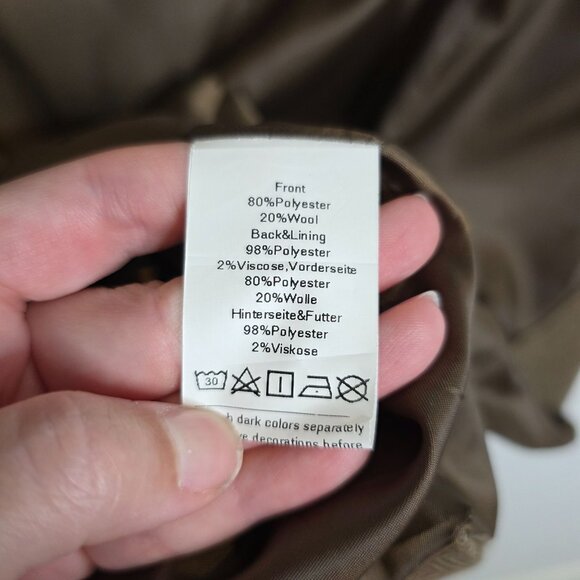 Front
80%Polyester
20%Wool
Back&Lining
98%Polyester
2%Viscose,Vorderseite
80%Polyester
20%Wolle
Hinterseite&Futter
98%Polyester
2%Viskose
30
dark colors separately
decorations before